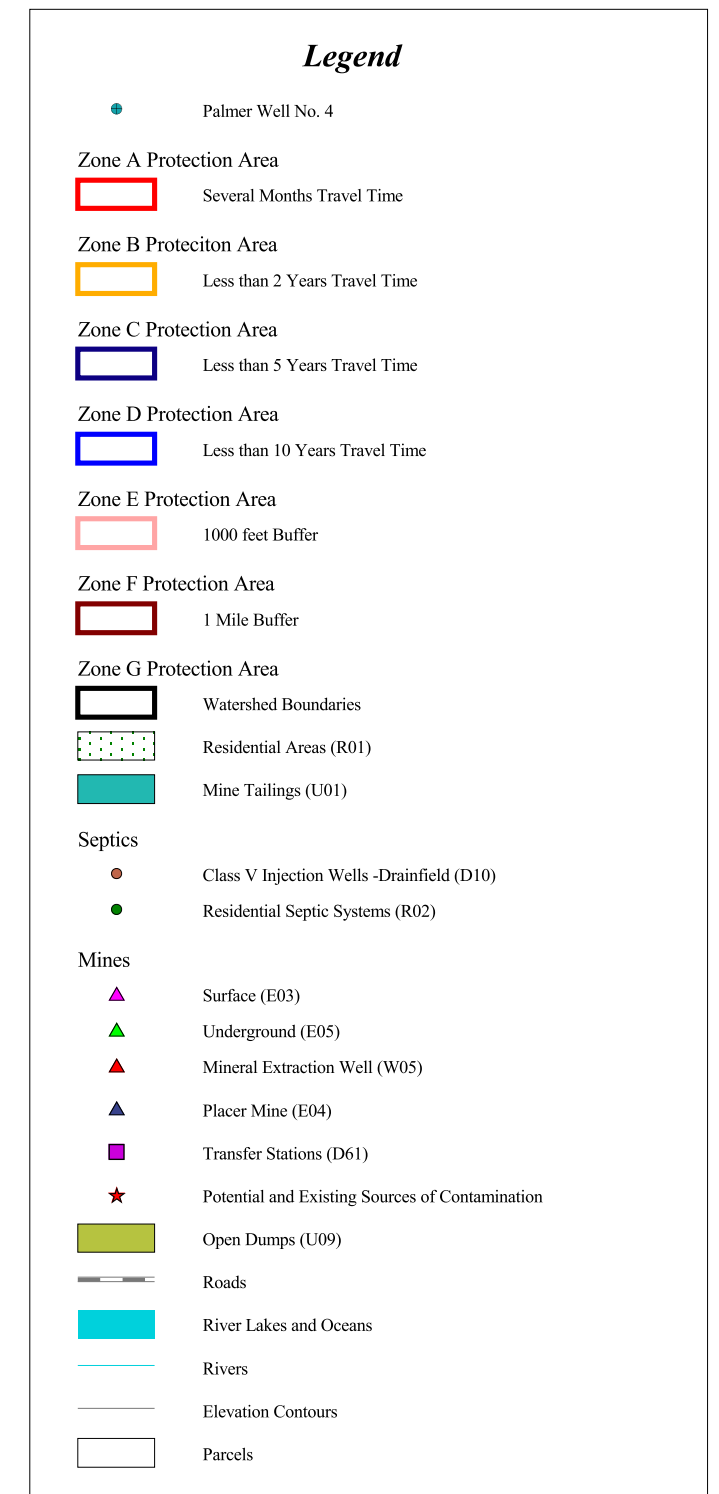 Legend
Palmer Well No. 4
Zone A Protection Area
Several Months Travel Time
Zone B Proteciton Area
Less than 2 Years Travel Time
Zone C Protection Area
Less than 5 Years Travel Time
Zone D Protection Area
Less than 10 Years Travel Time
Zone E Protection Area
1000 feet Buffer
Zone F Protection Area
1 Mile Buffer
Zone G Protection Area
Watershed Boundaries
Residential Areas (R01)
Mine Tailings (U01)
Septics
Class V Injection Wells -Drainfield (D10)
Residential Septic Systems (R02)
Mines
Surface (E03)
Underground (E05)
Mineral Extraction Well (W05)
Placer Mine (E04)
Transfer Stations (D61)
Potential and Existing Sources of Contamination
Open Dumps (U09)
Roads
River Lakes and Oceans
Rivers
Elevation Contours
Parcels